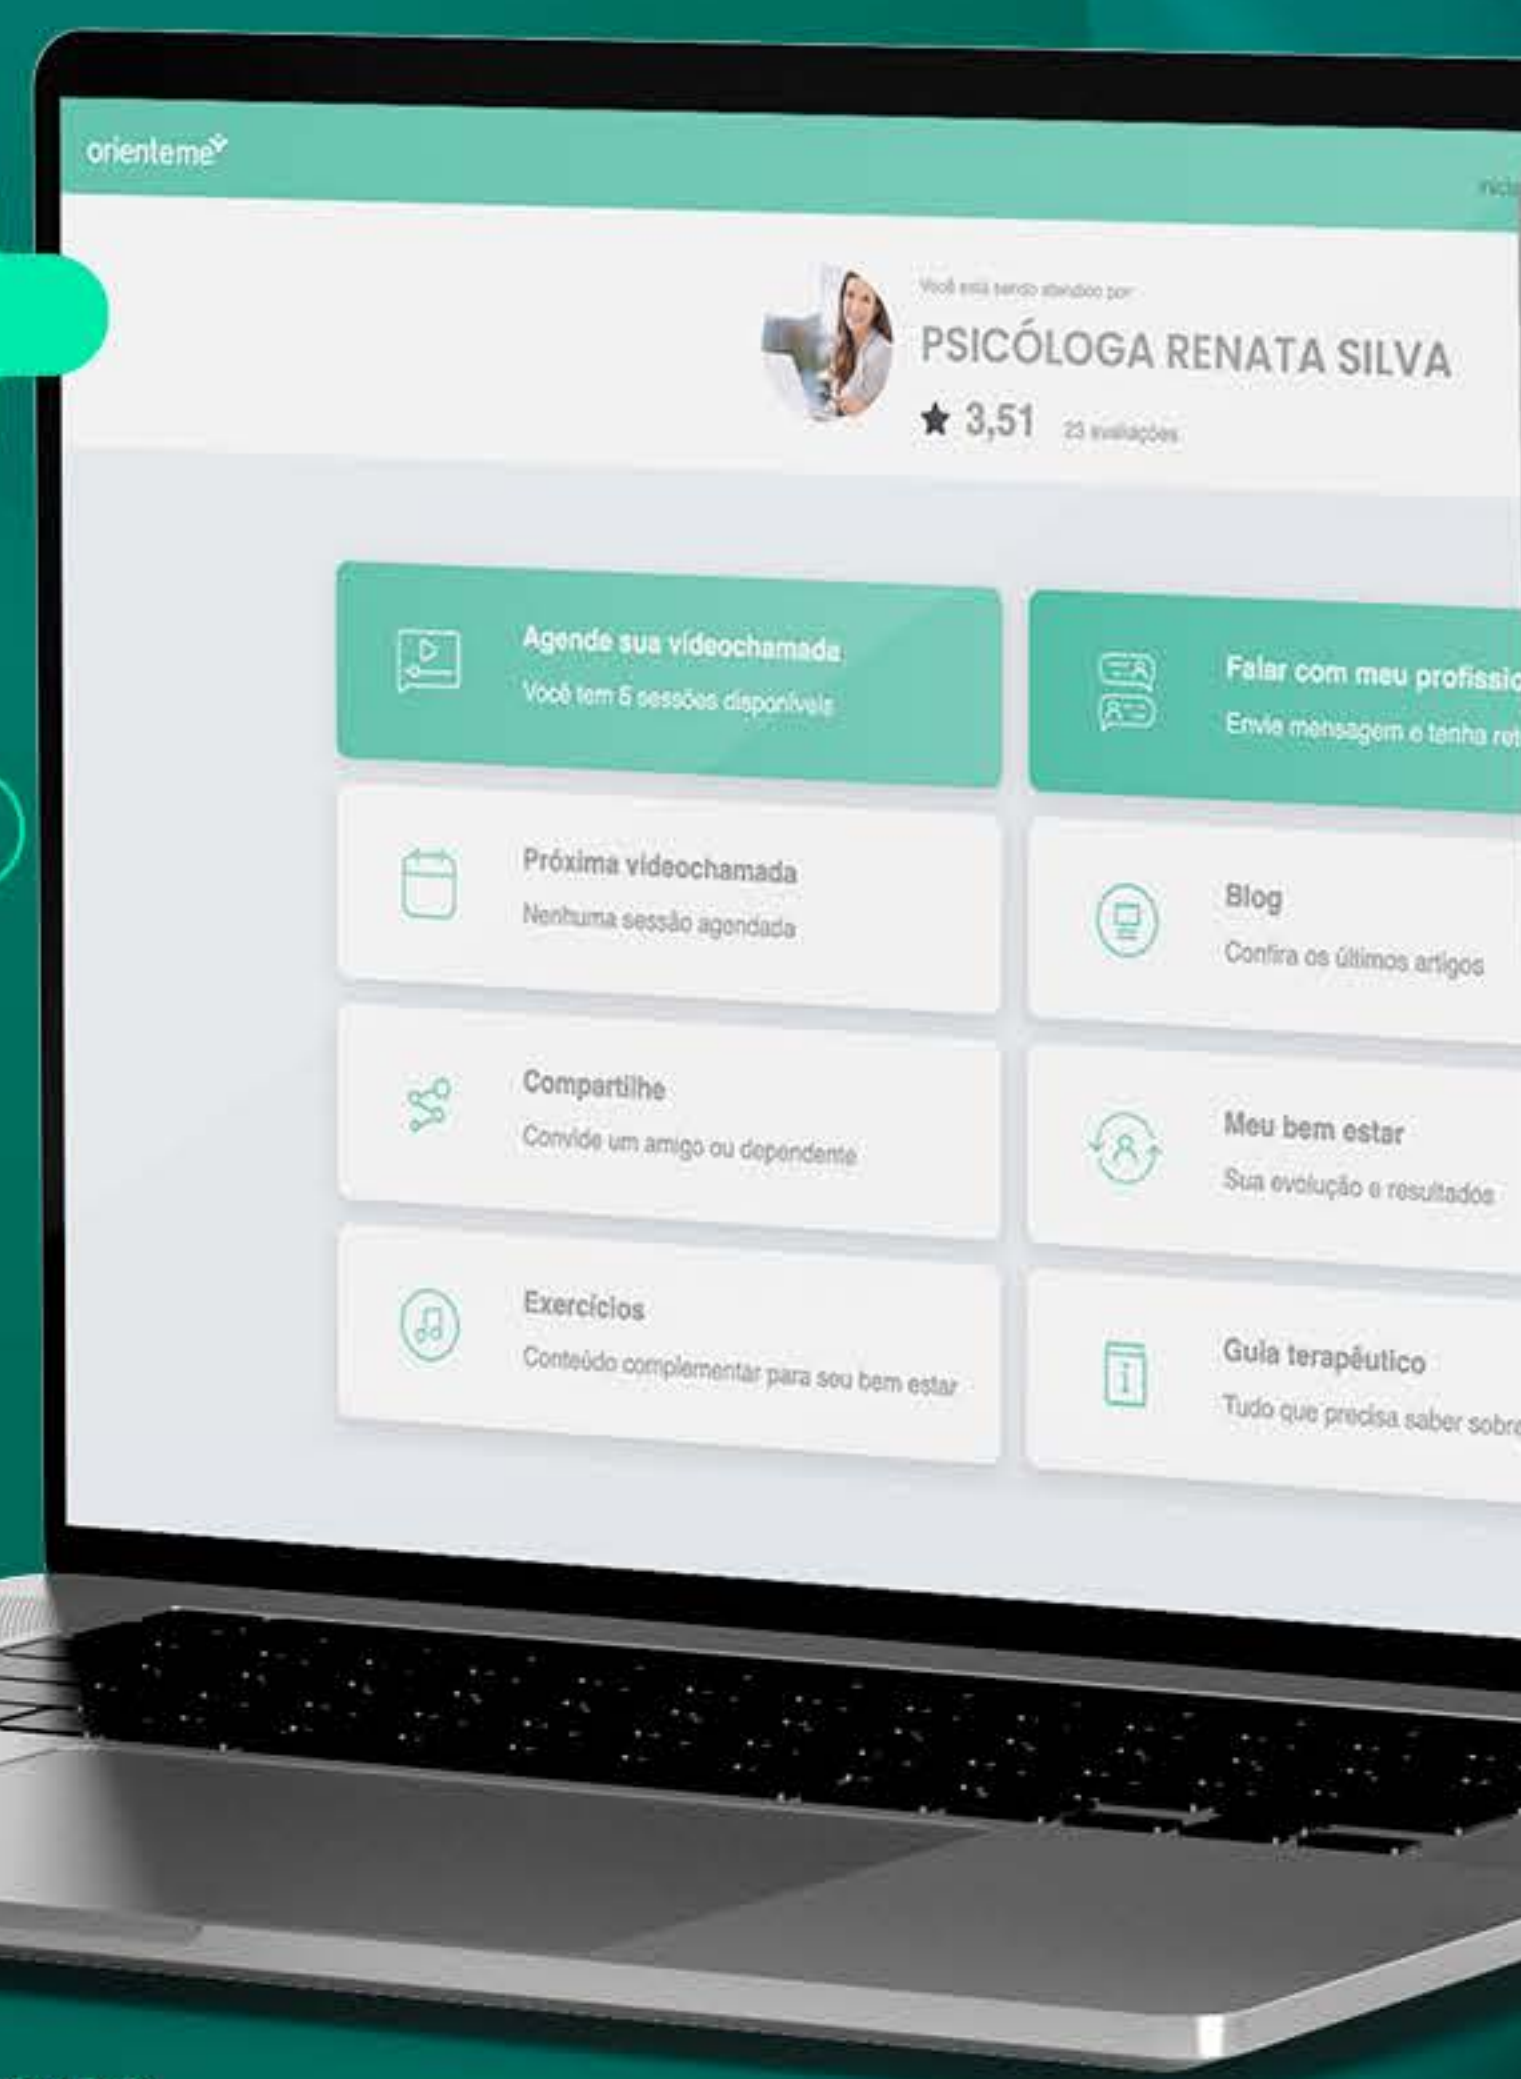 orienteme
Você está sendo atendido por:
PSICÓLOGA RENATA SILVA
3,51 23 avaliações
Agende sua videochamada
Você tem 5 sessões disponíveis
Falar com meu
Envie mensagem e tenha
Próxima videochamada
Nenhuma sessão agendada
Blog
Confira os últimos artigos
Compartilhe
Convide um amigo ou dependente
Meu bem estar
Sua evolução e resultados
Exercícios
Conteúdo complementar para seu bem estar
Guia terapêutico
Tudo que precisa saber sobre